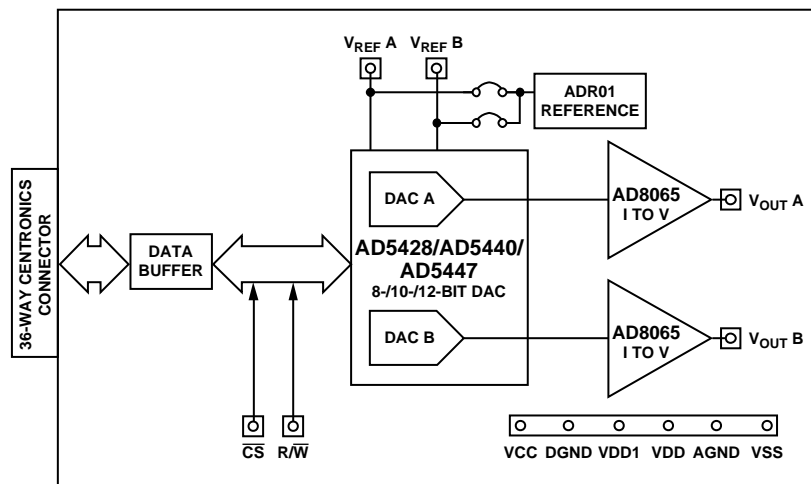 V_REF A V_REF B
ADR01
REFERENCE
36-WAY CENTRONICS
CONNECTOR
DATA
BUFFER
DAC A
AD5428/AD5440/
AD5447
8-/10-/12-BIT DAC
DAC B
AD8065
I TO V
V_OUT A
AD8065
I TO V
V_OUT B
C̅S̅ R/W̅
VCC DGND VDD1 VDD AGND VSS